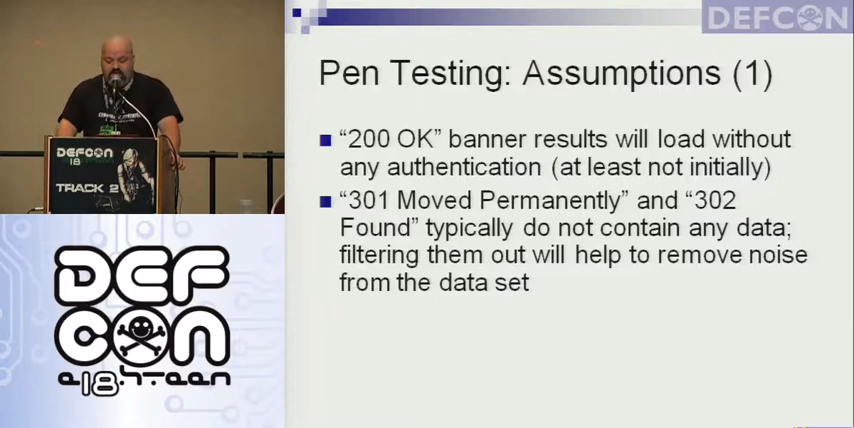 DEFCON
Pen Testing: Assumptions (1)
“200 OK” banner results will load without
any authentication (at least not initially)
“301 Moved Permanently” and “302
Found” typically do not contain any data;
filtering them out will help to remove noise
from the data set
DEFCON
18
TRACK 2
DEF
CON
e18hteen